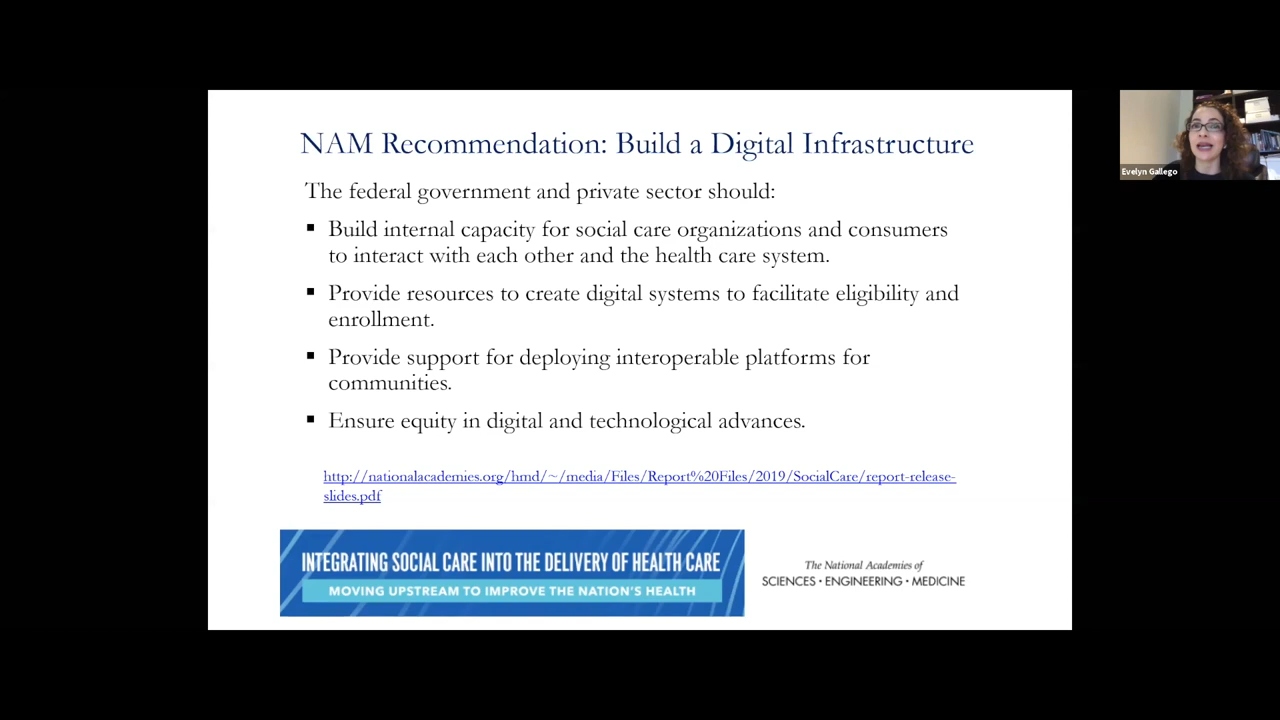 NAM Recommendation: Build a Digital Infrastructure
The federal government and private sector should:
▪ Build internal capacity for social care organizations and consumers
to interact with each other and the health care system.
▪ Provide resources to create digital systems to facilitate eligibility and
enrollment.
▪ Provide support for deploying interoperable platforms for
communities.
▪ Ensure equity in digital and technological advances.
http://nationalacademies.org/hmd/~/media/Files/Report%20Files/2019/SocialCare/report-release-
slides.pdf
INTEGRATING SOCIAL CARE INTO THE DELIVERY OF HEALTH CARE
MOVING UPSTREAM TO IMPROVE THE NATION'S HEALTH
The National Academies of
SCIENCES • ENGINEERING • MEDICINE
Evelyn Gallego